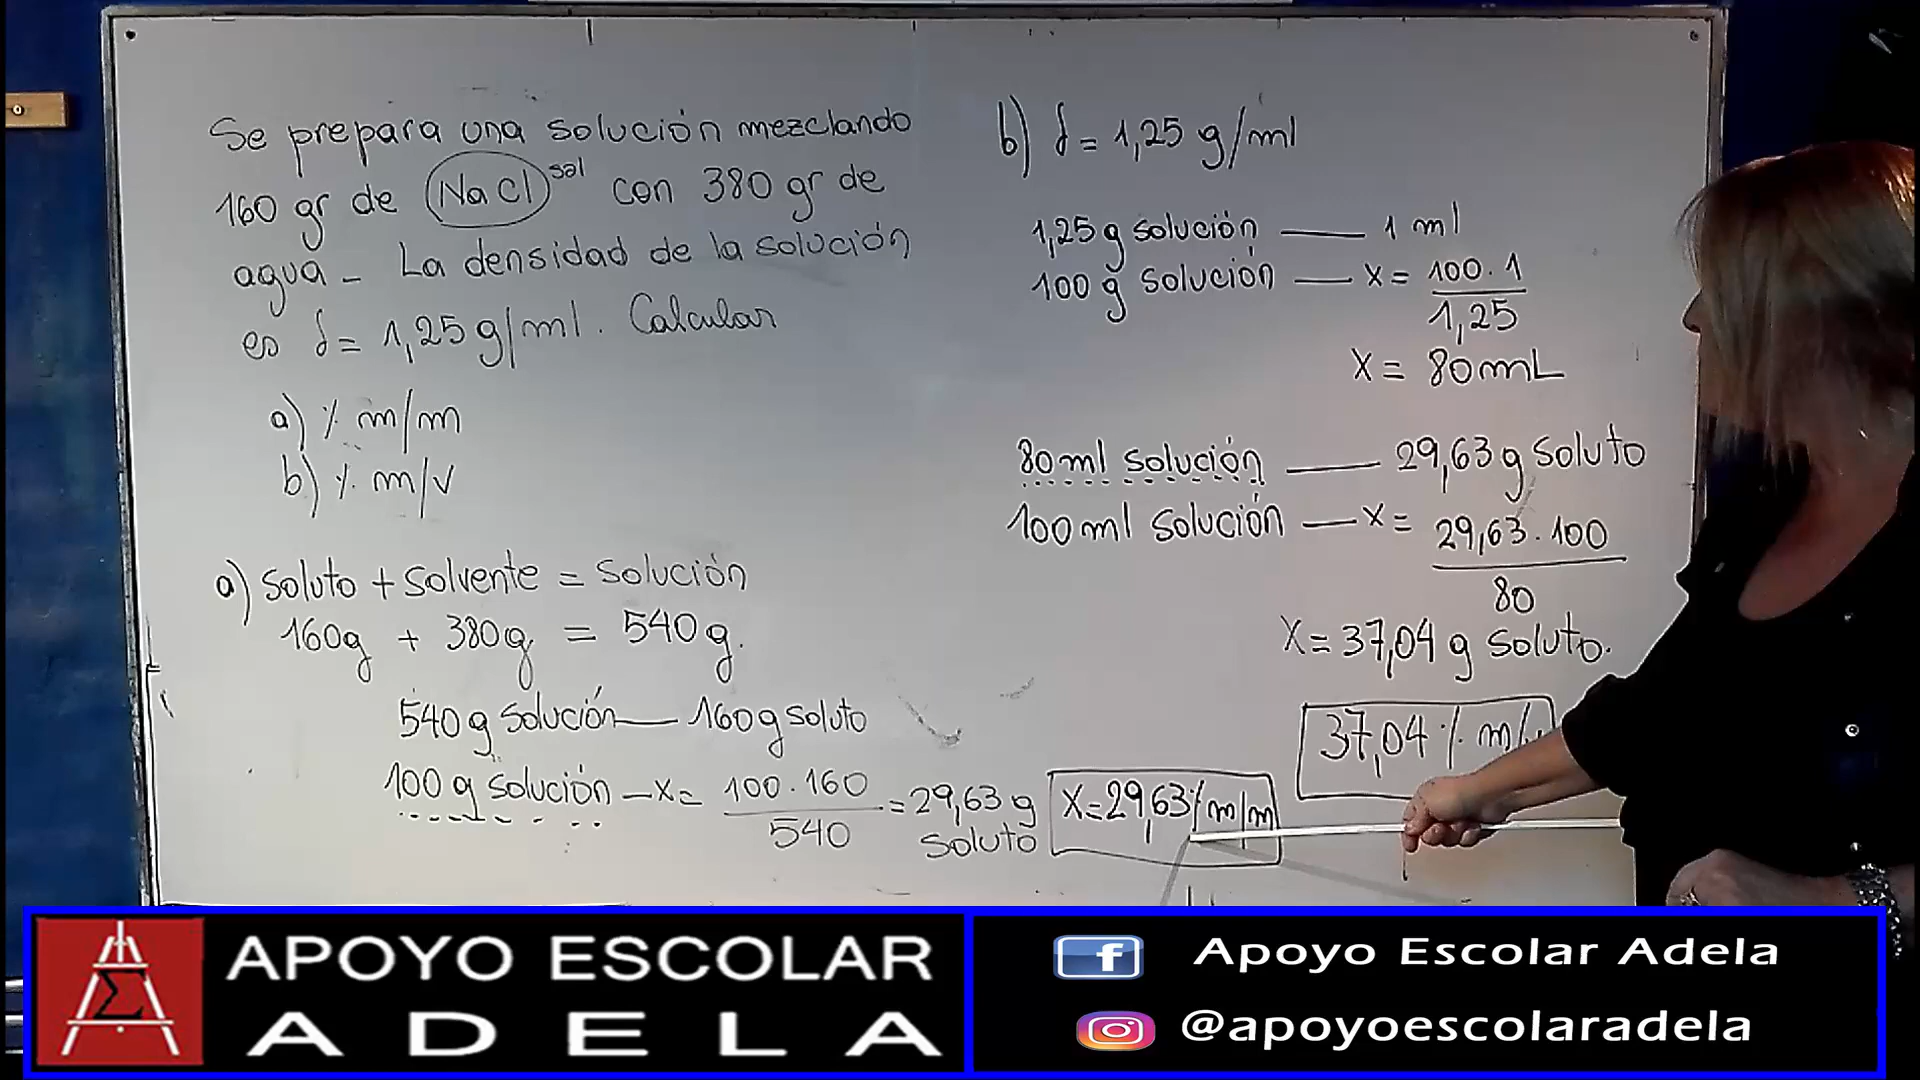 Se prepara una solución mezclando
160 gr de NaCl sal con 380 gr de
agua - La densidad de la solución
es δ = 1,25 g/ml. Calcular
a) % m/m
b) % m/v
a) Soluto + Solvente = Solución
160g + 380g = 540 g.
540 g Solución — 160 g soluto
100 g Solución — X = 100 . 160 / 540 = 29,63 g
Soluto
X = 29,63 % m/m
b) δ = 1,25 g/ml
1,25 g solución — 1 ml
100 g solución — X = 100 . 1
1,25
X = 80 mL
80 ml solución — 29,63 g Soluto
100 ml solución — X = 29,63 . 100
80
X = 37,04 g soluto.
37,04 % m/
APOYO ESCOLAR
ADELA
Apoyo Escolar Adela
@apoyoescolaradela